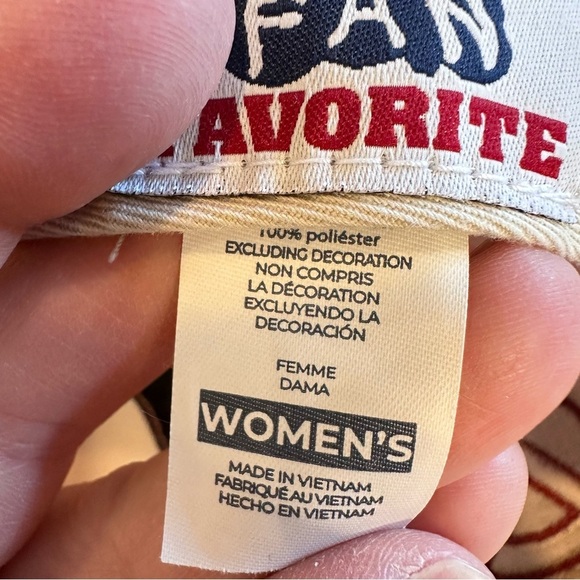 FAN
FAVORITE
100% poliéster
EXCLUDING DECORATION
NON COMPRIS
LA DÉCORATION
EXCLUYENDO LA
DECORACIÓN
FEMME
DAMA
WOMEN'S
MADE IN VIETNAM
FABRIQUÉ AU VIETNAM
HECHO EN VIETNAM